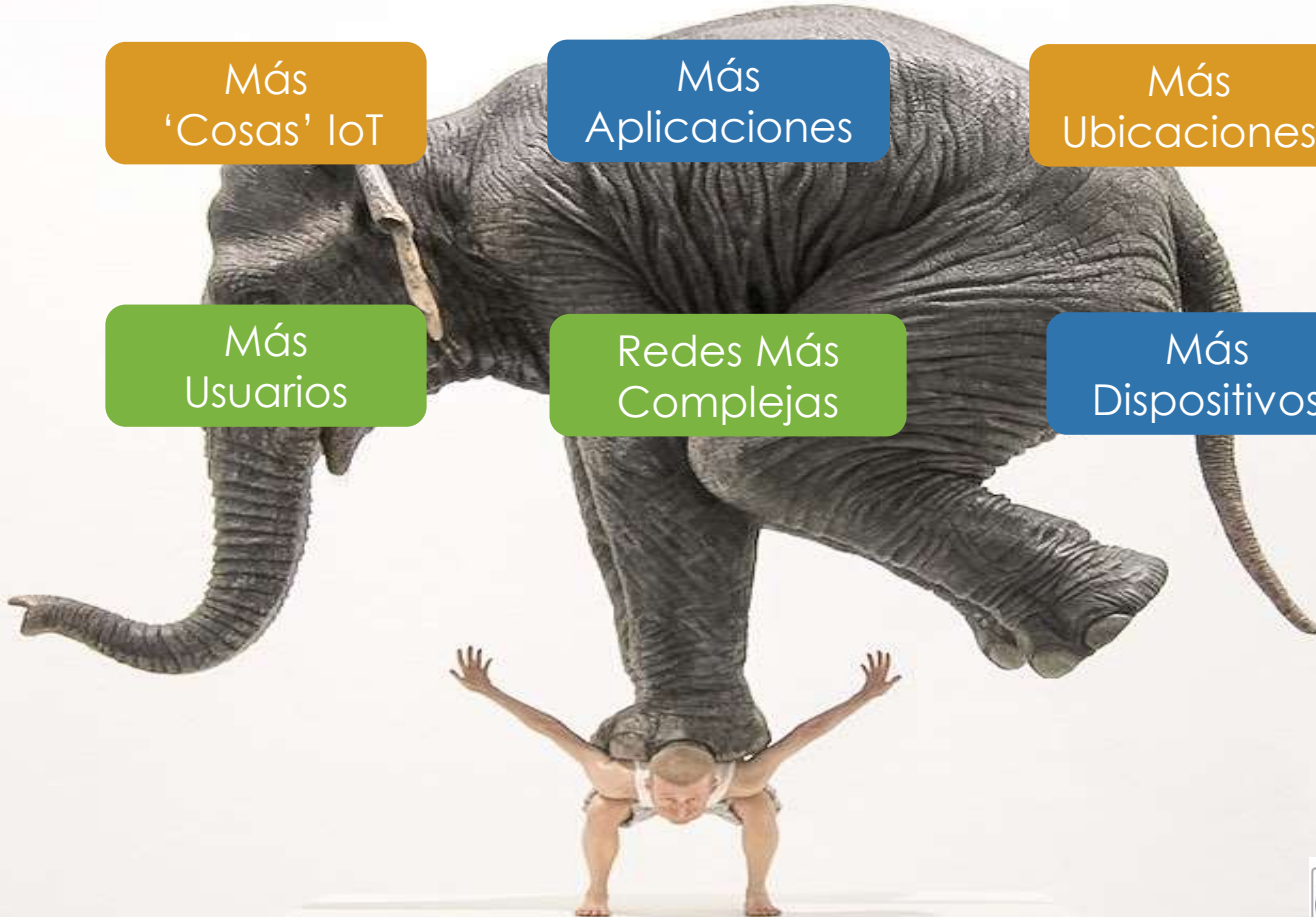 Más
‘Cosas’ IoT
Más
Aplicaciones
Más
Ubicaciones
Más
Usuarios
Redes Más
Complejas
Más
Dispositivos